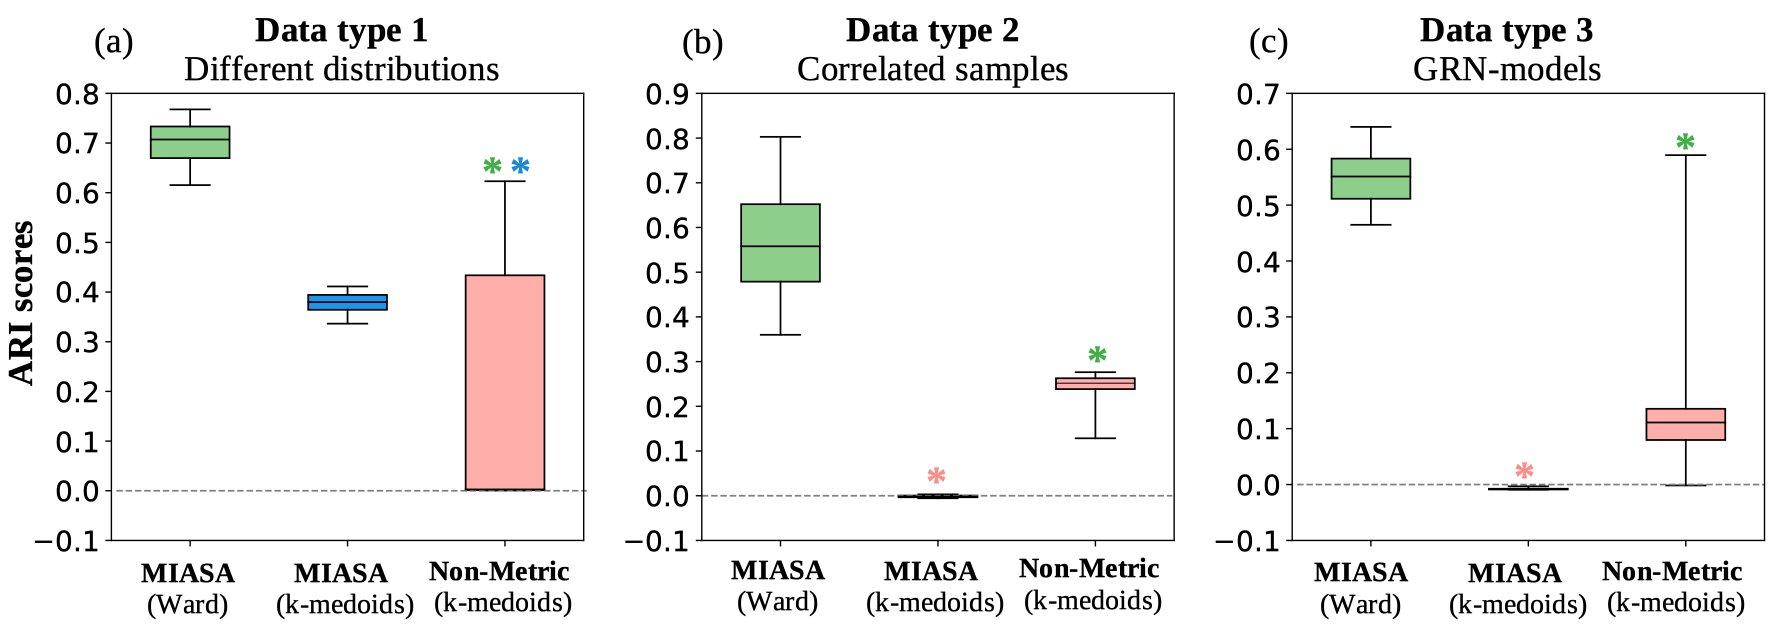 (a)
Data type 1
Different distributions
ARI scores
0.8
0.7
0.6
0.5
0.4
0.3
0.2
0.1
0.0
−0.1
* *
MIASA
(Ward)
MIASA
(k-medoids)
Non-Metric
(k-medoids)
(b)
Data type 2
Correlated samples
0.9
0.8
0.7
0.6
0.5
0.4
0.3
0.2
0.1
0.0
−0.1
*
*
MIASA
(Ward)
MIASA
(k-medoids)
Non-Metric
(k-medoids)
(c)
Data type 3
GRN-models
0.7
0.6
0.5
0.4
0.3
0.2
0.1
0.0
−0.1
*
*
MIASA
(Ward)
MIASA
(k-medoids)
Non-Metric
(k-medoids)